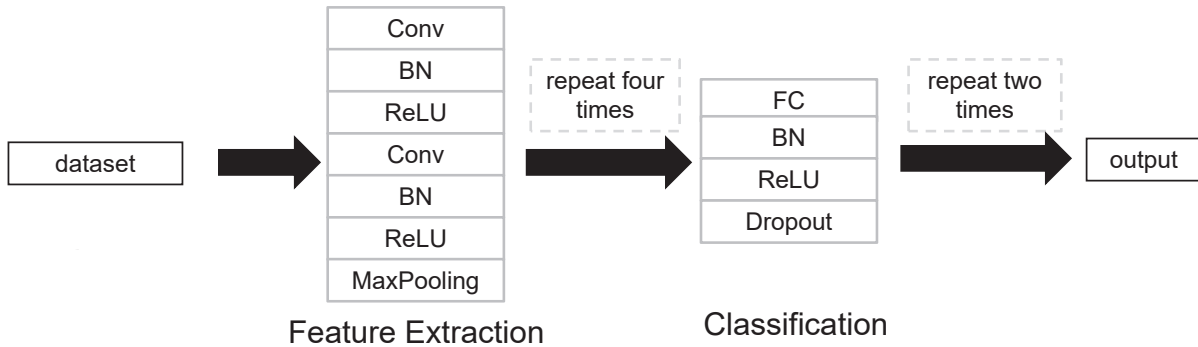 dataset
Conv
BN
ReLU
Conv
BN
ReLU
MaxPooling
Feature Extraction
repeat four
times
FC
BN
ReLU
Dropout
Classification
repeat two
times
output